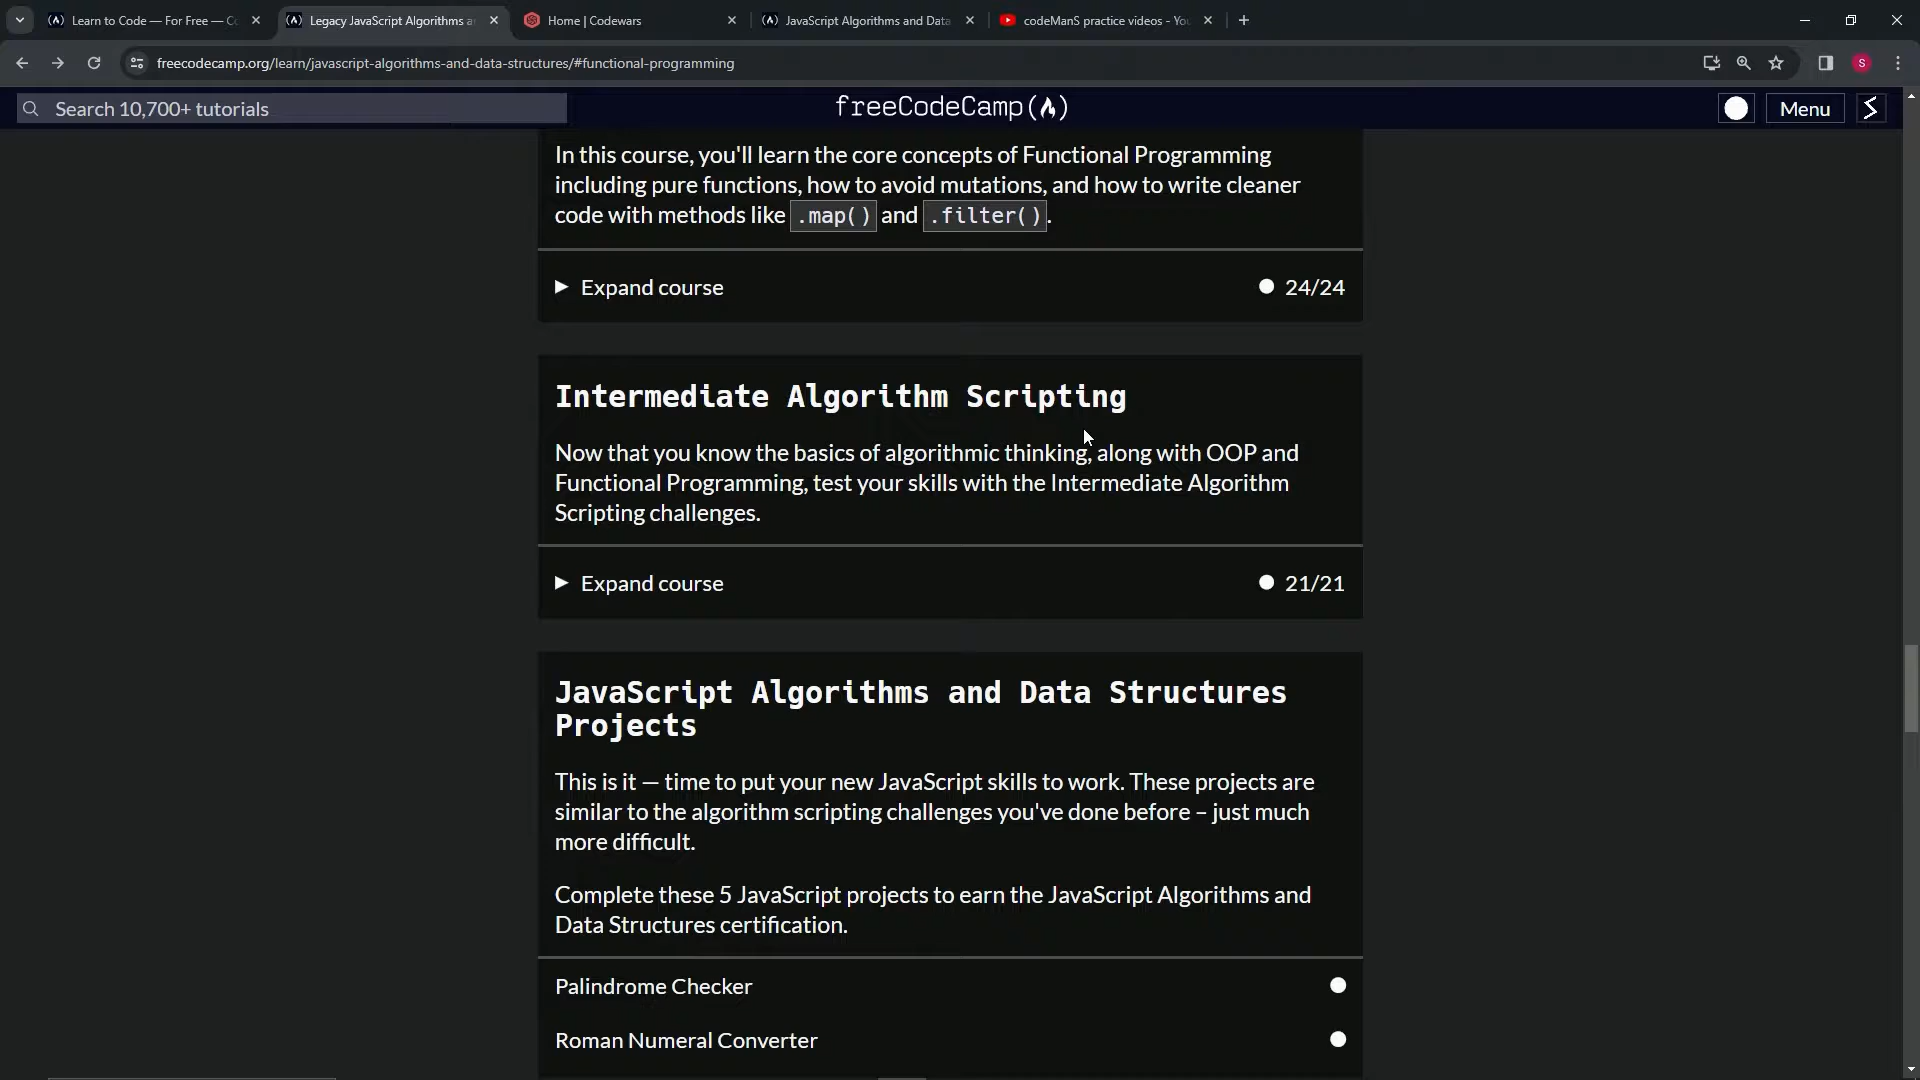 Learn to Code — For Free — C
Legacy JavaScript Algorithms a
Home | Codewars
JavaScript Algorithms and Data
codeManS practice videos - Yo
freecodecamp.org/learn/javascript-algorithms-and-data-structures/#functional-programming
S
Search 10,700+ tutorials
freeCodeCamp
Menu
In this course, you'll learn the core concepts of Functional Programming
including pure functions, how to avoid mutations, and how to write cleaner
code with methods like .map() and .filter().
Expand course
24/24
Intermediate Algorithm Scripting
Now that you know the basics of algorithmic thinking, along with OOP and
Functional Programming, test your skills with the Intermediate Algorithm
Scripting challenges.
Expand course
21/21
JavaScript Algorithms and Data Structures
Projects
This is it — time to put your new JavaScript skills to work. These projects are
similar to the algorithm scripting challenges you've done before – just much
more difficult.
Complete these 5 JavaScript projects to earn the JavaScript Algorithms and
Data Structures certification.
Palindrome Checker
Roman Numeral Converter